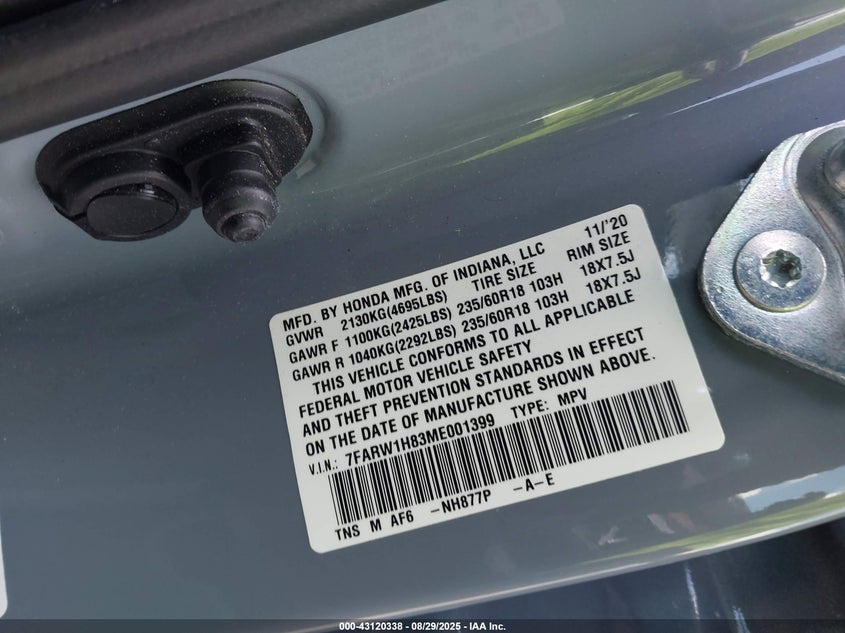 MFD. BY HONDA MFG. OF INDIANA, LLC 11/'20
GVWR 2130KG(4695LBS) TIRE SIZE RIM SIZE
GAWR F 1100KG(2425LBS) 235/60R18 103H 18X7.5J
GAWR R 1040KG(2292LBS) 235/60R18 103H 18X7.5J
THIS VEHICLE CONFORMS TO ALL APPLICABLE
FEDERAL MOTOR VEHICLE SAFETY
AND THEFT PREVENTION STANDARDS IN EFFECT
ON THE DATE OF MANUFACTURE SHOWN ABOVE.
V.I.N.: 7FARW1H83ME001399 TYPE: MPV
TNS M AF6 -NH877P -A-E
000-43120338 - 08/29/2025 - IAA Inc.